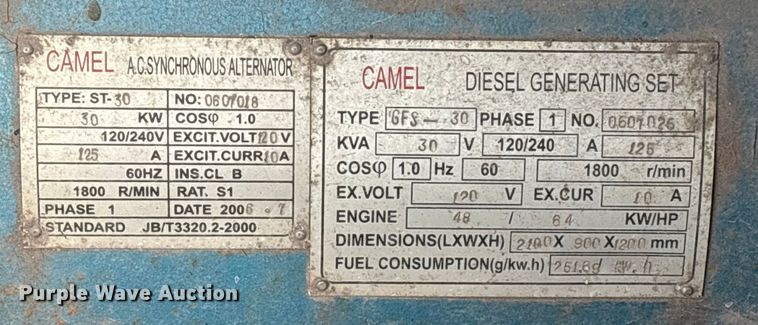 CAMEL A.C.SYNCHRONOUS ALTERNATOR
TYPE: ST-30 NO: 0607018
30 KW COSφ 1.0
120/240V EXCIT.VOLT 120 V
125 A EXCIT.CURR 10 A
60HZ INS.CL B
1800 R/MIN RAT. S1
PHASE 1 DATE 2006.7
STANDARD JB/T3320.2-2000
CAMEL DIESEL GENERATING SET
TYPE GFS-30 PHASE 1 NO. 0607026
KVA 30 V 120/240 A 125
COSφ 1.0 Hz 60 1800 r/min
EX.VOLT 120 V EX.CUR 10 A
ENGINE 48 / 64 KW/HP
DIMENSIONS(LXWXH) 2100 X 900 X 1200 mm
FUEL CONSUMPTION(g/kw.h)
Purple Wave Auction